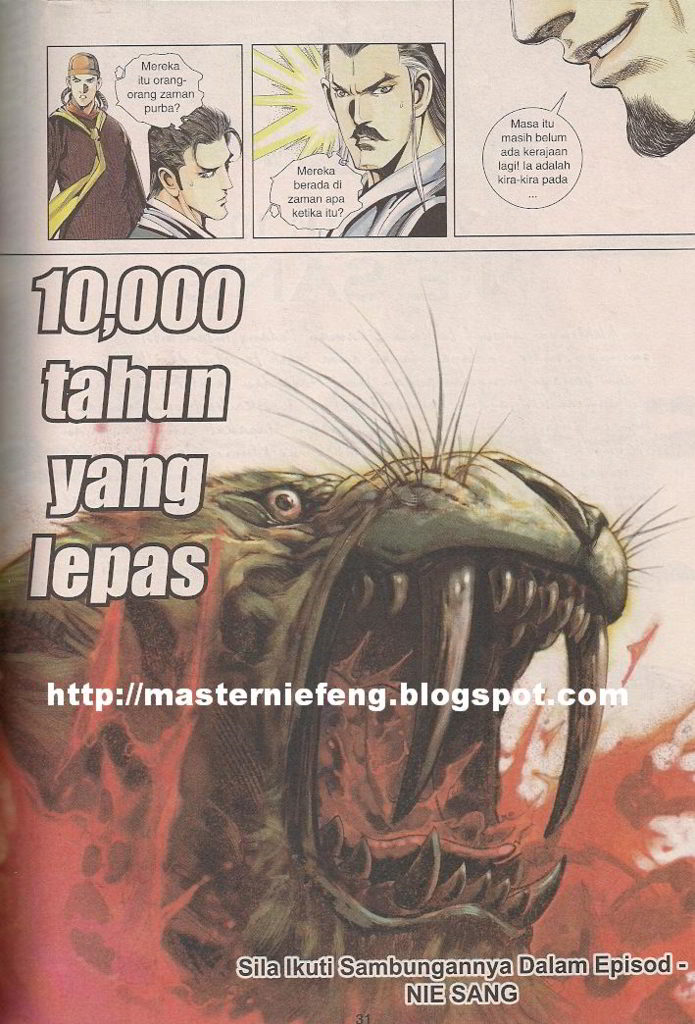 Mereka
itu orang-
orang zaman
purba?
Mereka
berada di
zaman apa
ketika itu?
Masa itu
masih belum
ada kerajaan
lagi! Ia adalah
kira-kira pada
...
10,000
tahun
yang
lepas
http://masterniefeng.blogspot.com
Sila Ikuti Sambungannya Dalam Episod -
NIE SANG
31